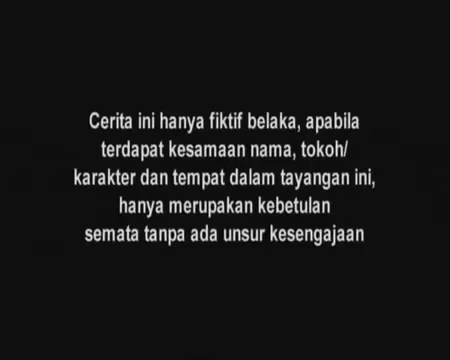 Cerita ini hanya fiktif belaka, apabila
terdapat kesamaan nama, tokoh/
karakter dan tempat dalam tayangan ini,
hanya merupakan kebetulan
semata tanpa ada unsur kesengajaan